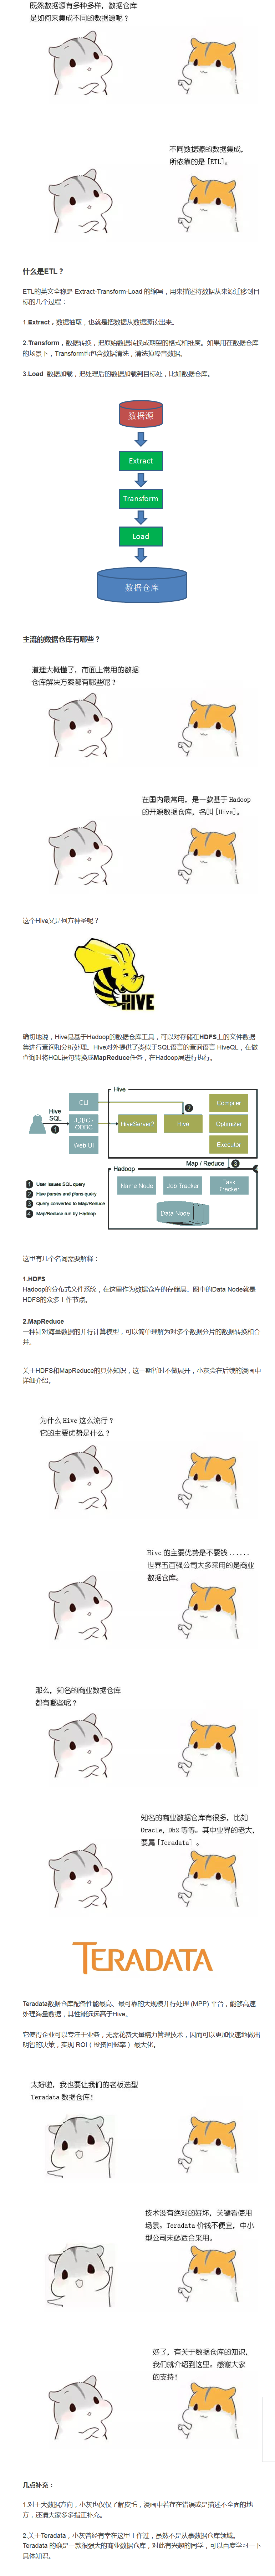 既然数据源有多种多样，数据仓库
是如何来集成不同的数据源呢？
不同数据源的数据集成，
所依靠的是 [ETL]。
什么是ETL？
ETL的英文全称是 Extract-Transform-Load 的缩写，用来描述将数据从来源迁移到目
标的几个过程：
1.Extract，数据抽取，也就是把数据从数据源读出来。
2.Transform，数据转换，把原始数据转换成期望的格式和维度。如果用在数据仓库
的场景下，Transform也包含数据清洗，清洗掉噪音数据。
3.Load 数据加载，把处理后的数据加载到目标处，比如数据仓库。
数据源
Extract
Transform
Load
数据仓库
主流的数据仓库有哪些？
道理大概懂了，市面上常用的数据
仓库解决方案都有哪些呢？
在国内最常用，是一款基于 Hadoop
的开源数据仓库，名叫 [Hive]。
这个Hive又是何方神圣呢？
HIVE
确切地说，Hive是基于Hadoop的数据仓库工具，可以对存储在HDFS上的文件数据
集进行查询和分析处理。Hive对外提供了类似于SQL语言的查询语言 HiveQL，在做
查询时将HQL语句转换成MapReduce任务，在Hadoop层进行执行。
Hive
CLI
Hive
SQL
1
JDBC /
ODBC
Web UI
HiveServer2
2
Hive
Compiler
Optimizer
Executor
Map / Reduce
3
Hadoop
Name Node
Job Tracker
Task
Tracker
Data Node
1 User issues SQL query
2 Hive parses and plans query
3 Query converted to Map/Reduce
4 Map/Reduce run by Hadoop
这里有几个名词需要解释：
1.HDFS
Hadoop的分布式文件系统，在这里作为数据仓库的存储层。图中的Data Node就是
HDFS的众多工作节点。
2.MapReduce
一种针对海量数据的并行计算模型，可以简单理解为对多个数据分片的数据转换和合
并。
关于HDFS和MapReduce的具体知识，这一期暂时不做展开，小灰会在后续的漫画中
详细介绍。
为什么 Hive 这么流行？
它的主要优势是什么？
Hive 的主要优势是不要钱......
世界五百强公司大多采用的是商业
数据仓库。
那么，知名的商业数据仓库
都有哪些呢？
知名的商业数据仓库有很多，比如
Oracle，Db2 等等。其中业界的老大，
要属 [Teradata] 。
TERADATA
Teradata数据仓库配备性能最高、最可靠的大规模并行处理 (MPP) 平台，能够高速
处理海量数据，其性能远远高于Hive。
它使得企业可以专注于业务，无需花费大量精力管理技术，因而可以更加快速地做出
明智的决策，实现 ROI（投资回报率） 最大化。
太好啦，我也要让我们的老板选型
Teradata 数据仓库！
技术没有绝对的好坏，关键看使用
场景。Teradata 价钱不便宜，中小
型公司未必适合采用。
好了，有关于数据仓库的知识，
我们就介绍到这里。感谢大家
的支持！
几点补充：
1.对于大数据方向，小灰也仅仅了解皮毛，漫画中若存在错误或是描述不全面的地
方，还请大家多多指正补充。
2.关于Teradata，小灰曾经有幸在这里工作过，虽然不是从事数据仓库领域。
Teradata 的确是一款很强大的商业数据仓库，对此有兴趣的同学，可以百度学习一下
具体知识。